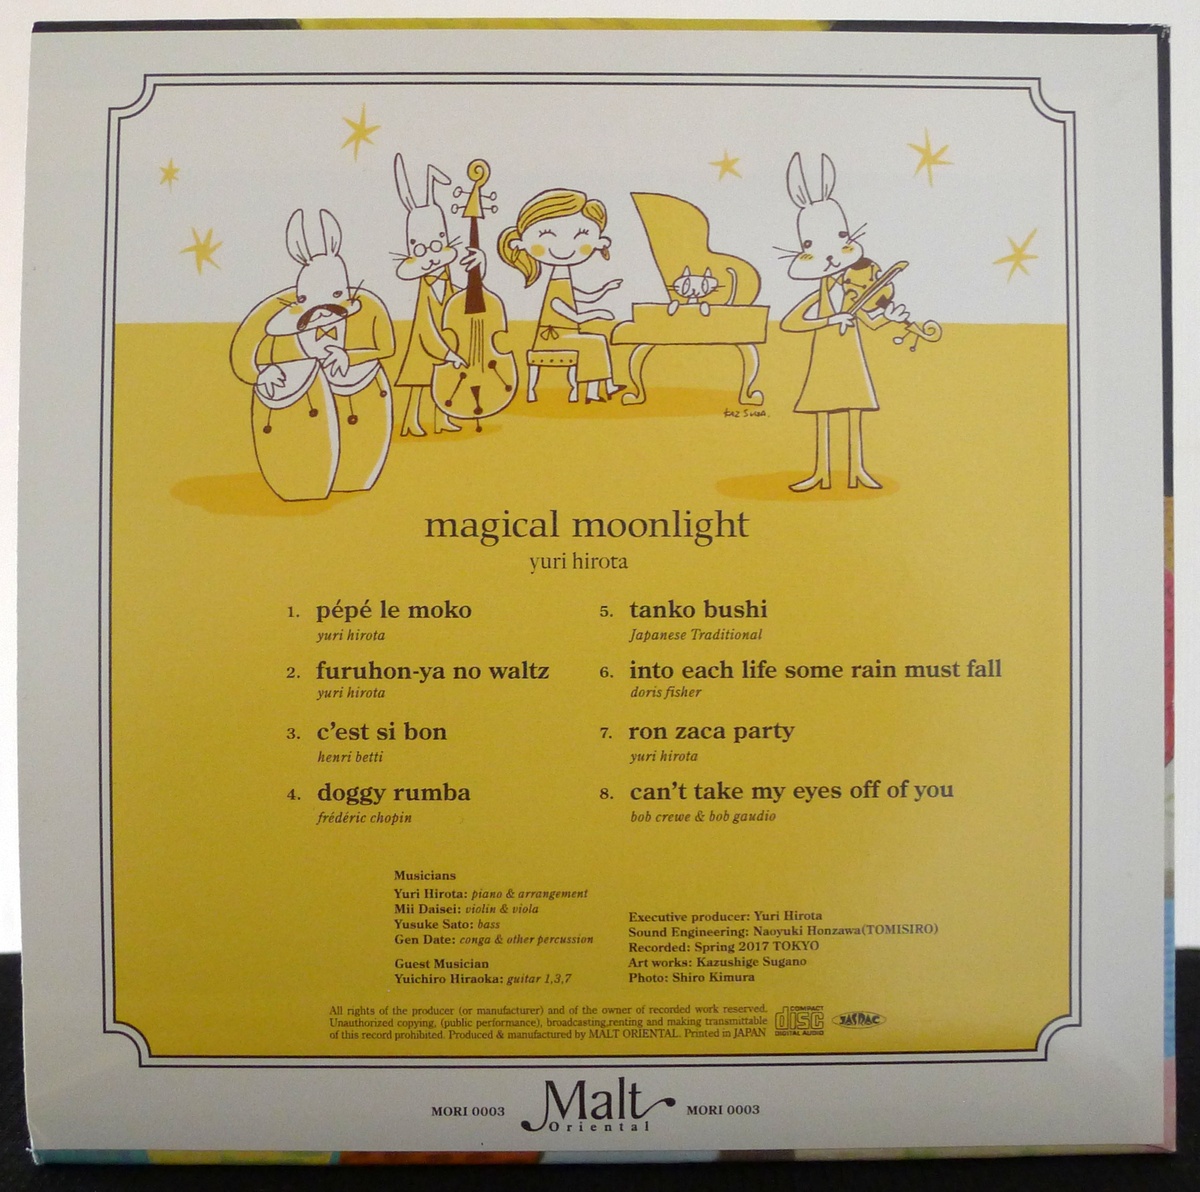 kaz Suga.
magical moonlight
yuri hirota
1. pépé le moko
yuri hirota
2. furuhon-ya no waltz
yuri hirota
3. c'est si bon
henri betti
4. doggy rumba
frédéric chopin
5. tanko bushi
Japanese Traditional
6. into each life some rain must fall
doris fisher
7. ron zaca party
yuri hirota
8. can't take my eyes off of you
bob crewe & bob gaudio
Musicians
Yuri Hirota: piano & arrangement
Mii Daisei: violin & viola
Yusuke Sato: bass
Gen Date: conga & other percussion
Guest Musician
Yuichiro Hiraoka: guitar 1,3,7
Executive producer: Yuri Hirota
Sound Engineering: Naoyuki Honzawa(TOMISIRO)
Recorded: Spring 2017 TOKYO
Art works: Kazushige Sugano
Photo: Shiro Kimura
All rights of the producer (or manufacturer) and of the owner of recorded work reserved.
Unauthorized copying, (public performance), broadcasting,renting and making transmittable
of this record prohibited. Produced & manufactured by MALT ORIENTAL. Printed in JAPAN
COMPACT
disc
DIGITAL AUDIO
JASRAC
MORI 0003
Malt
Oriental
MORI 0003